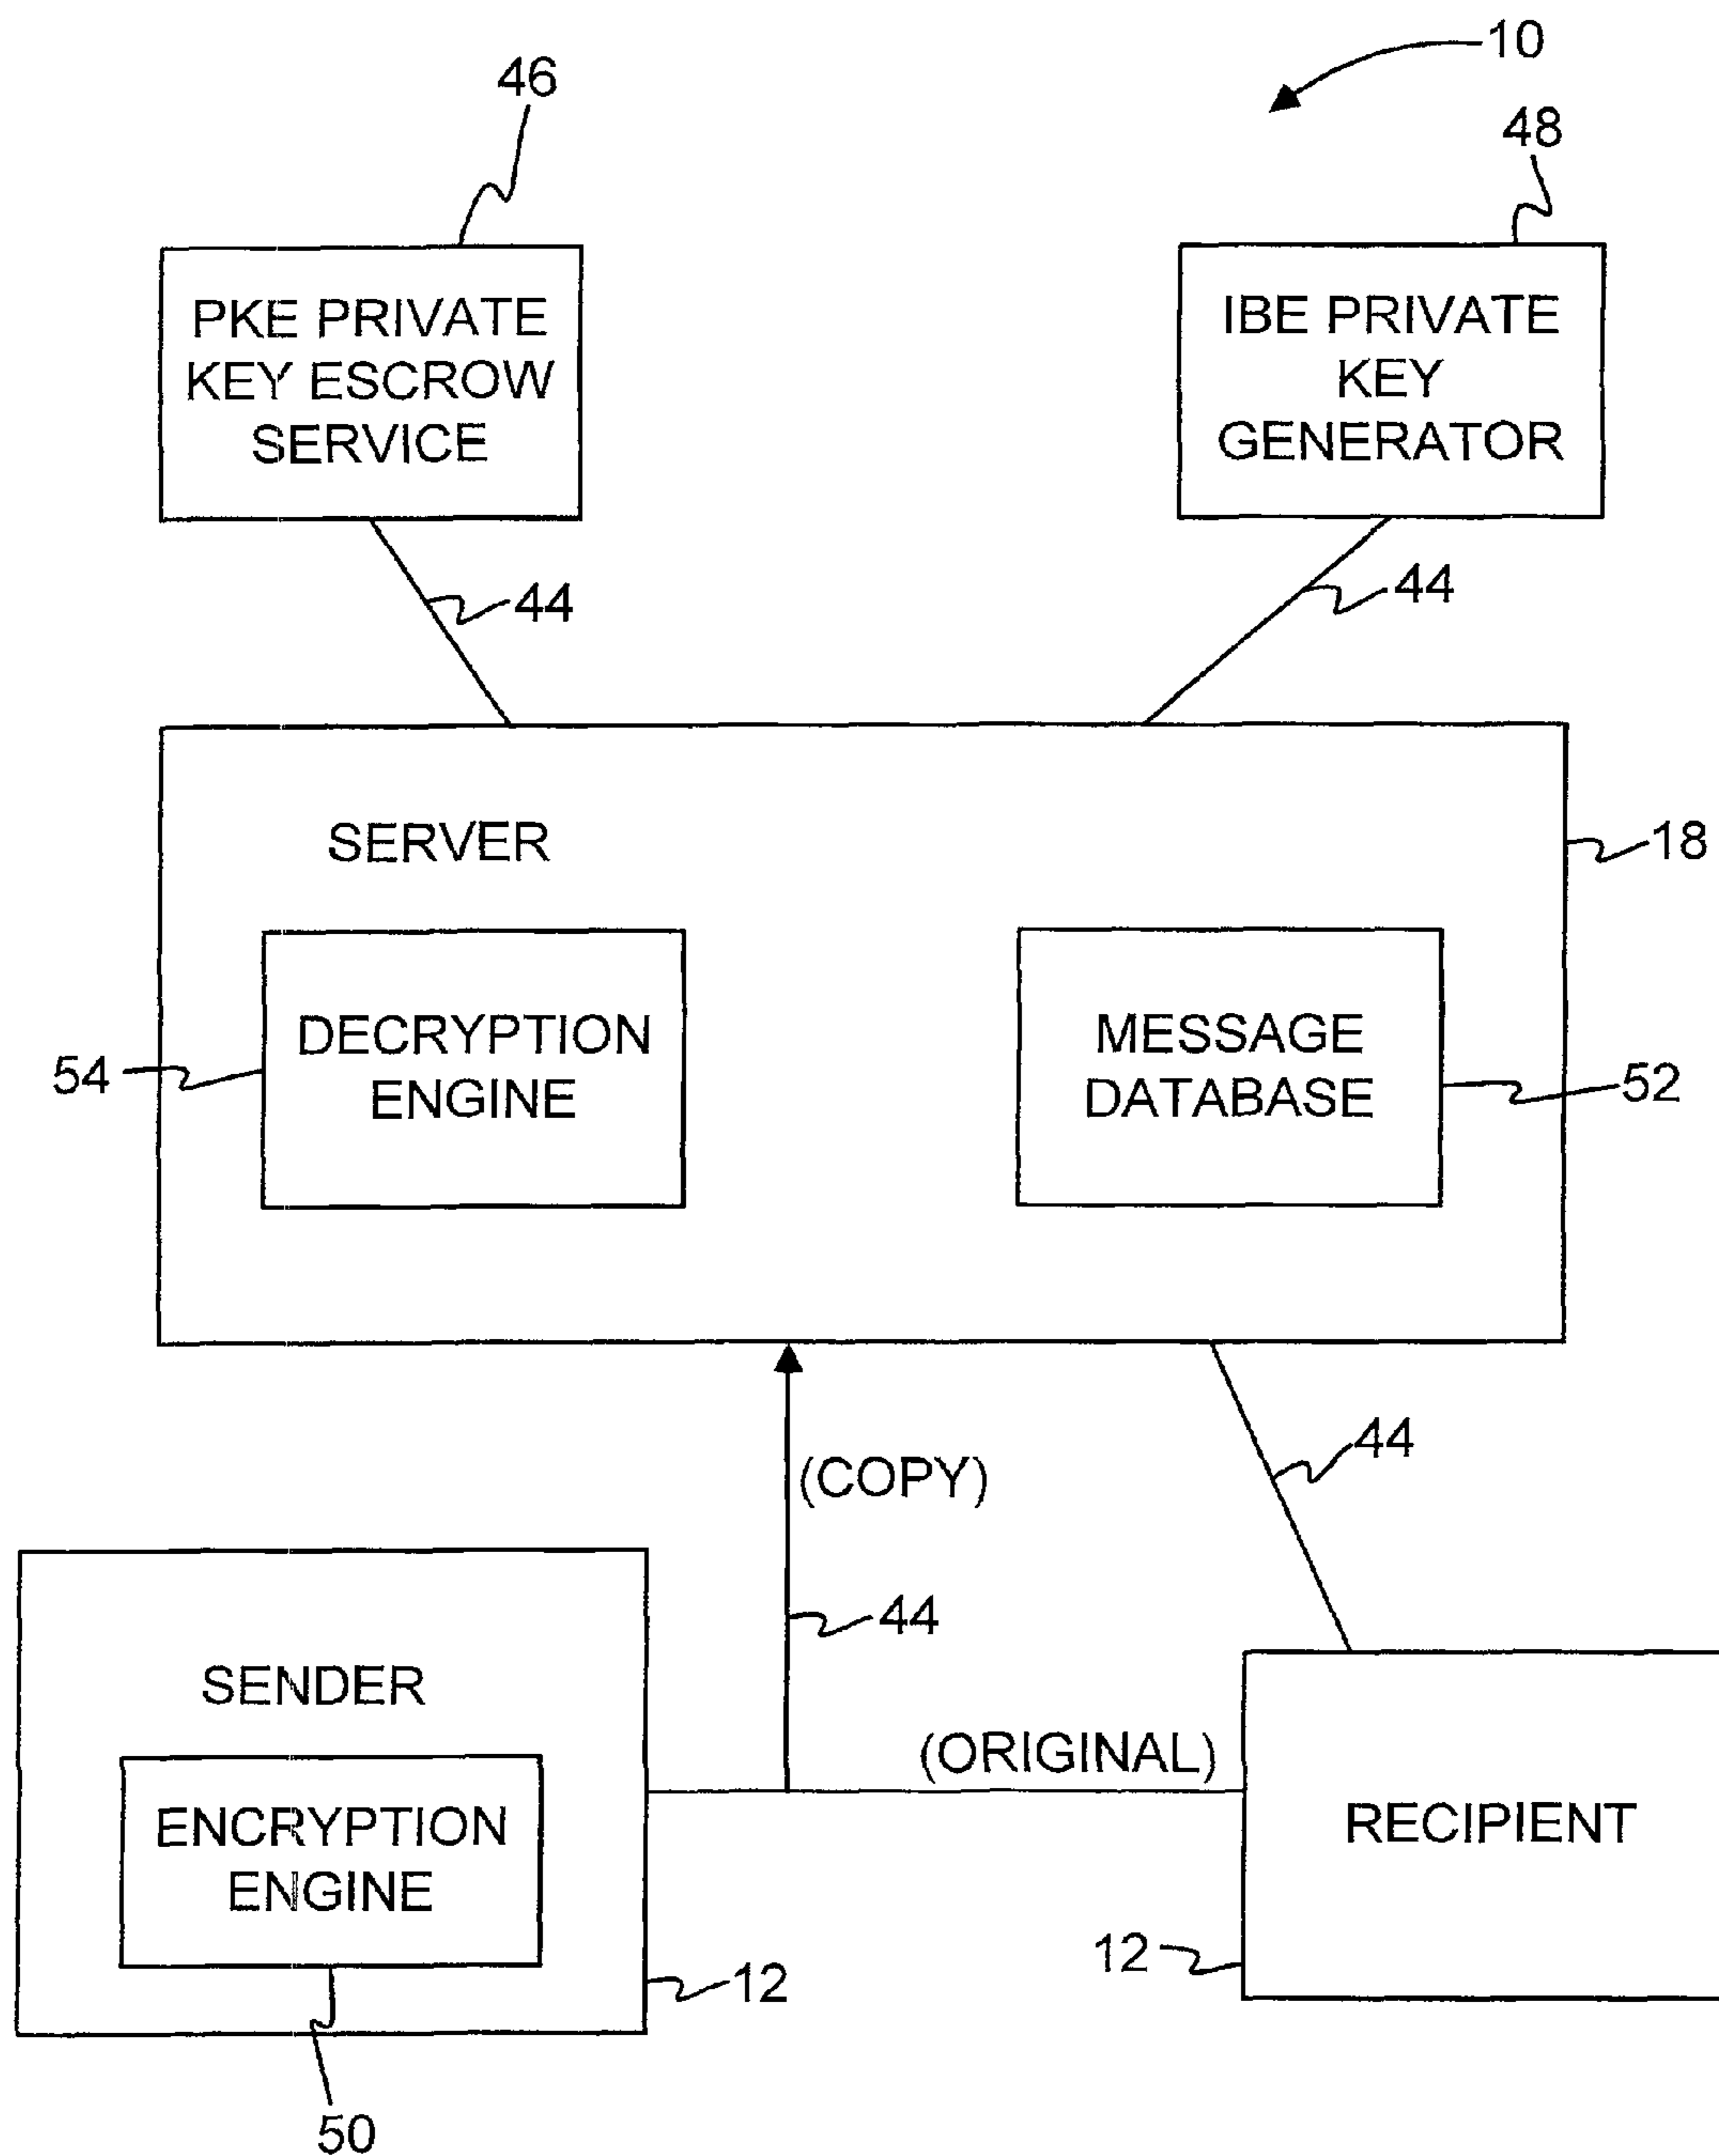 10
46
48
PKE PRIVATE
KEY ESCROW
SERVICE
IBE PRIVATE
KEY
GENERATOR
44
44
SERVER
18
DECRYPTION
ENGINE
54
MESSAGE
DATABASE
52
(COPY)
44
44
SENDER
(ORIGINAL)
ENCRYPTION
ENGINE
RECIPIENT
12
12
50